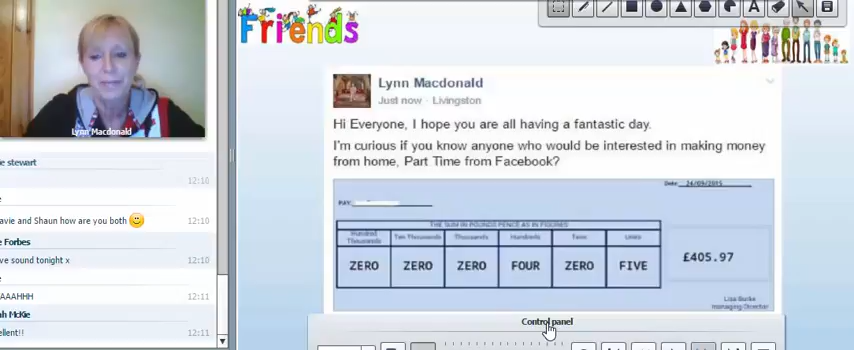 Friends
Lynn Macdonald
Lynn Macdonald
Just now · Livingston
Hi Everyone, I hope you are all having a fantastic day.
I'm curious if you know anyone who would be interested in making money
from home, Part Time from Facebook?
Date 24/09/2015
PAY:
THE SUM IN POUNDS PENCE AS IN FIGURES
Hundred Thousands Ten Thousands Thousands Hundreds Tens Units
ZERO ZERO ZERO FOUR ZERO FIVE
£405.97
Lisa Burke
Managing Director
Control panel
ie stewart
12:10
avie and Shaun how are you both
12:10
e Forbes
ve sound tonight x
12:10
e
AAAHHH
12:11
ah McKie
ellent!!
12:11
A